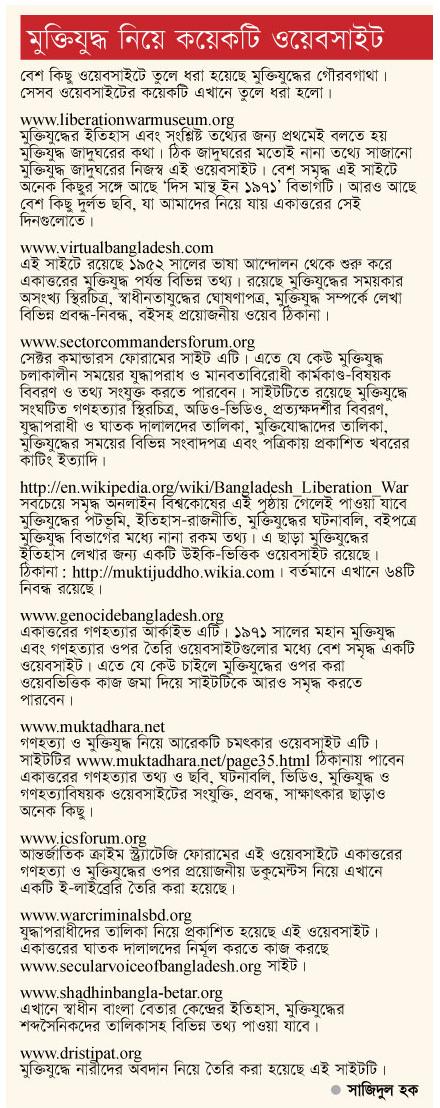 মুক্তিযুদ্ধ নিয়ে কয়েকটি ওয়েবসাইট
বেশ কিছু ওয়েবসাইটে তুলে ধরা হয়েছে মুক্তিযুদ্ধের গৌরবগাথা।
সেসব ওয়েবসাইটের কয়েকটি এখানে তুলে ধরা হলো।
www.liberationwarmuseum.org
মুক্তিযুদ্ধের ইতিহাস এবং সংশ্লিষ্ট তথ্যের জন্য প্রথমেই বলতে হয়
মুক্তিযুদ্ধ জাদুঘরের কথা। ঠিক জাদুঘরের মতোই নানা তথ্যে সাজানো
মুক্তিযুদ্ধ জাদুঘরের নিজস্ব এই ওয়েবসাইট। বেশ সমৃদ্ধ এই সাইটে
অনেক কিছুর সঙ্গে আছে ‘দিস মান্থ ইন ১৯৭১’ বিভাগটি। আরও আছে
বেশ কিছু দুর্লভ ছবি, যা আমাদের নিয়ে যায় একাত্তরের সেই
দিনগুলোতে।
www.virtualbangladesh.com
এই সাইটে রয়েছে ১৯৫২ সালের ভাষা আন্দোলন থেকে শুরু করে
একাত্তরের মুক্তিযুদ্ধ পর্যন্ত বিভিন্ন তথ্য। রয়েছে মুক্তিযুদ্ধের সময়কার
অসংখ্য স্থিরচিত্র, স্বাধীনতাযুদ্ধের ঘোষণাপত্র, মুক্তিযুদ্ধ সম্পর্কে লেখা
বিভিন্ন প্রবন্ধ-নিবন্ধ, বইসহ প্রয়োজনীয় ওয়েব ঠিকানা।
www.sectorcommandersforum.org
সেক্টর কমান্ডারস ফোরামের সাইট এটি। এতে যে কেউ মুক্তিযুদ্ধ
চলাকালীন সময়ের যুদ্ধাপরাধ ও মানবতাবিরোধী কার্মকাণ্ড-বিষয়ক
বিবরণ ও তথ্য সংযুক্ত করতে পারবেন। সাইটটিতে রয়েছে মুক্তিযুদ্ধে
সংঘটিত গণহত্যার স্থিরচিত্র, অডিও-ভিডিও, প্রত্যক্ষদর্শীর বিবরণ,
যুদ্ধাপরাধী ও ঘাতক দালালদের তালিকা, মুক্তিযোদ্ধাদের তালিকা,
মুক্তিযুদ্ধের সময়ের বিভিন্ন সংবাদপত্র এবং পত্রিকায় প্রকাশিত খবরের
কাটিং ইত্যাদি।
http://en.wikipedia.org/wiki/Bangladesh_Liberation_War
সবচেয়ে সমৃদ্ধ অনলাইন বিশ্বকোষের এই পৃষ্ঠায় গেলেই পাওয়া যাবে
মুক্তিযুদ্ধের পটভূমি, ইতিহাস-রাজনীতি, মুক্তিযুদ্ধের ঘটনাবলি, বইপত্রে
মুক্তিযুদ্ধ বিভাগের মধ্যে নানা রকম তথ্য। এ ছাড়া মুক্তিযুদ্ধের
ইতিহাস লেখার জন্য একটি উইকি-ভিত্তিক ওয়েবসাইট রয়েছে।
ঠিকানা : http://muktijuddho.wikia.com। বর্তমানে এখানে ৬৪টি
নিবন্ধ রয়েছে।
www.genocidebangladesh.org
একাত্তরের গণহত্যার আর্কাইভ এটি। ১৯৭১ সালের মহান মুক্তিযুদ্ধ
এবং গণহত্যার ওপর তৈরি ওয়েবসাইটগুলোর মধ্যে বেশ সমৃদ্ধ একটি
ওয়েবসাইট। এতে যে কেউ চাইলে মুক্তিযুদ্ধের ওপর করা
ওয়েবভিত্তিক কাজ জমা দিয়ে সাইটটিকে আরও সমৃদ্ধ করতে
পারবেন।
www.muktadhara.net
গণহত্যা ও মুক্তিযুদ্ধ নিয়ে আরেকটি চমৎকার ওয়েবসাইট এটি।
সাইটটির www.muktadhara.net/page35.html ঠিকানায় পাবেন
একাত্তরের গণহত্যার তথ্য ও ছবি, ঘটনাবলি, ভিডিও, মুক্তিযুদ্ধ ও
গণহত্যাবিষয়ক ওয়েবসাইটের সংযুক্তি, প্রবন্ধ, সাক্ষাৎকার ছাড়াও
অনেক কিছু।
www.icsforum.org
আন্তর্জাতিক ক্রাইম স্ট্র্যাটেজি ফোরামের এই ওয়েবসাইটে একাত্তরের
গণহত্যা ও মুক্তিযুদ্ধের ওপর প্রয়োজনীয় ডকুমেন্টস নিয়ে এখানে
একটি ই-লাইব্রেরি তৈরি করা হয়েছে।
www.warcriminalsbd.org
যুদ্ধাপরাধীদের তালিকা নিয়ে প্রকাশিত হয়েছে এই ওয়েবসাইট।
একাত্তরের ঘাতক দালালদের নির্মূল করতে কাজ করছে
www.secularvoiceofbangladesh.org সাইট।
www.shadhinbangla-betar.org
এখানে স্বাধীন বাংলা বেতার কেন্দ্রের ইতিহাস, মুক্তিযুদ্ধের
শব্দসৈনিকদের তালিকাসহ বিভিন্ন তথ্য পাওয়া যাবে।
www.dristipat.org
মুক্তিযুদ্ধে নারীদের অবদান নিয়ে তৈরি করা হয়েছে এই সাইটটি।
● সাজিদুল হক